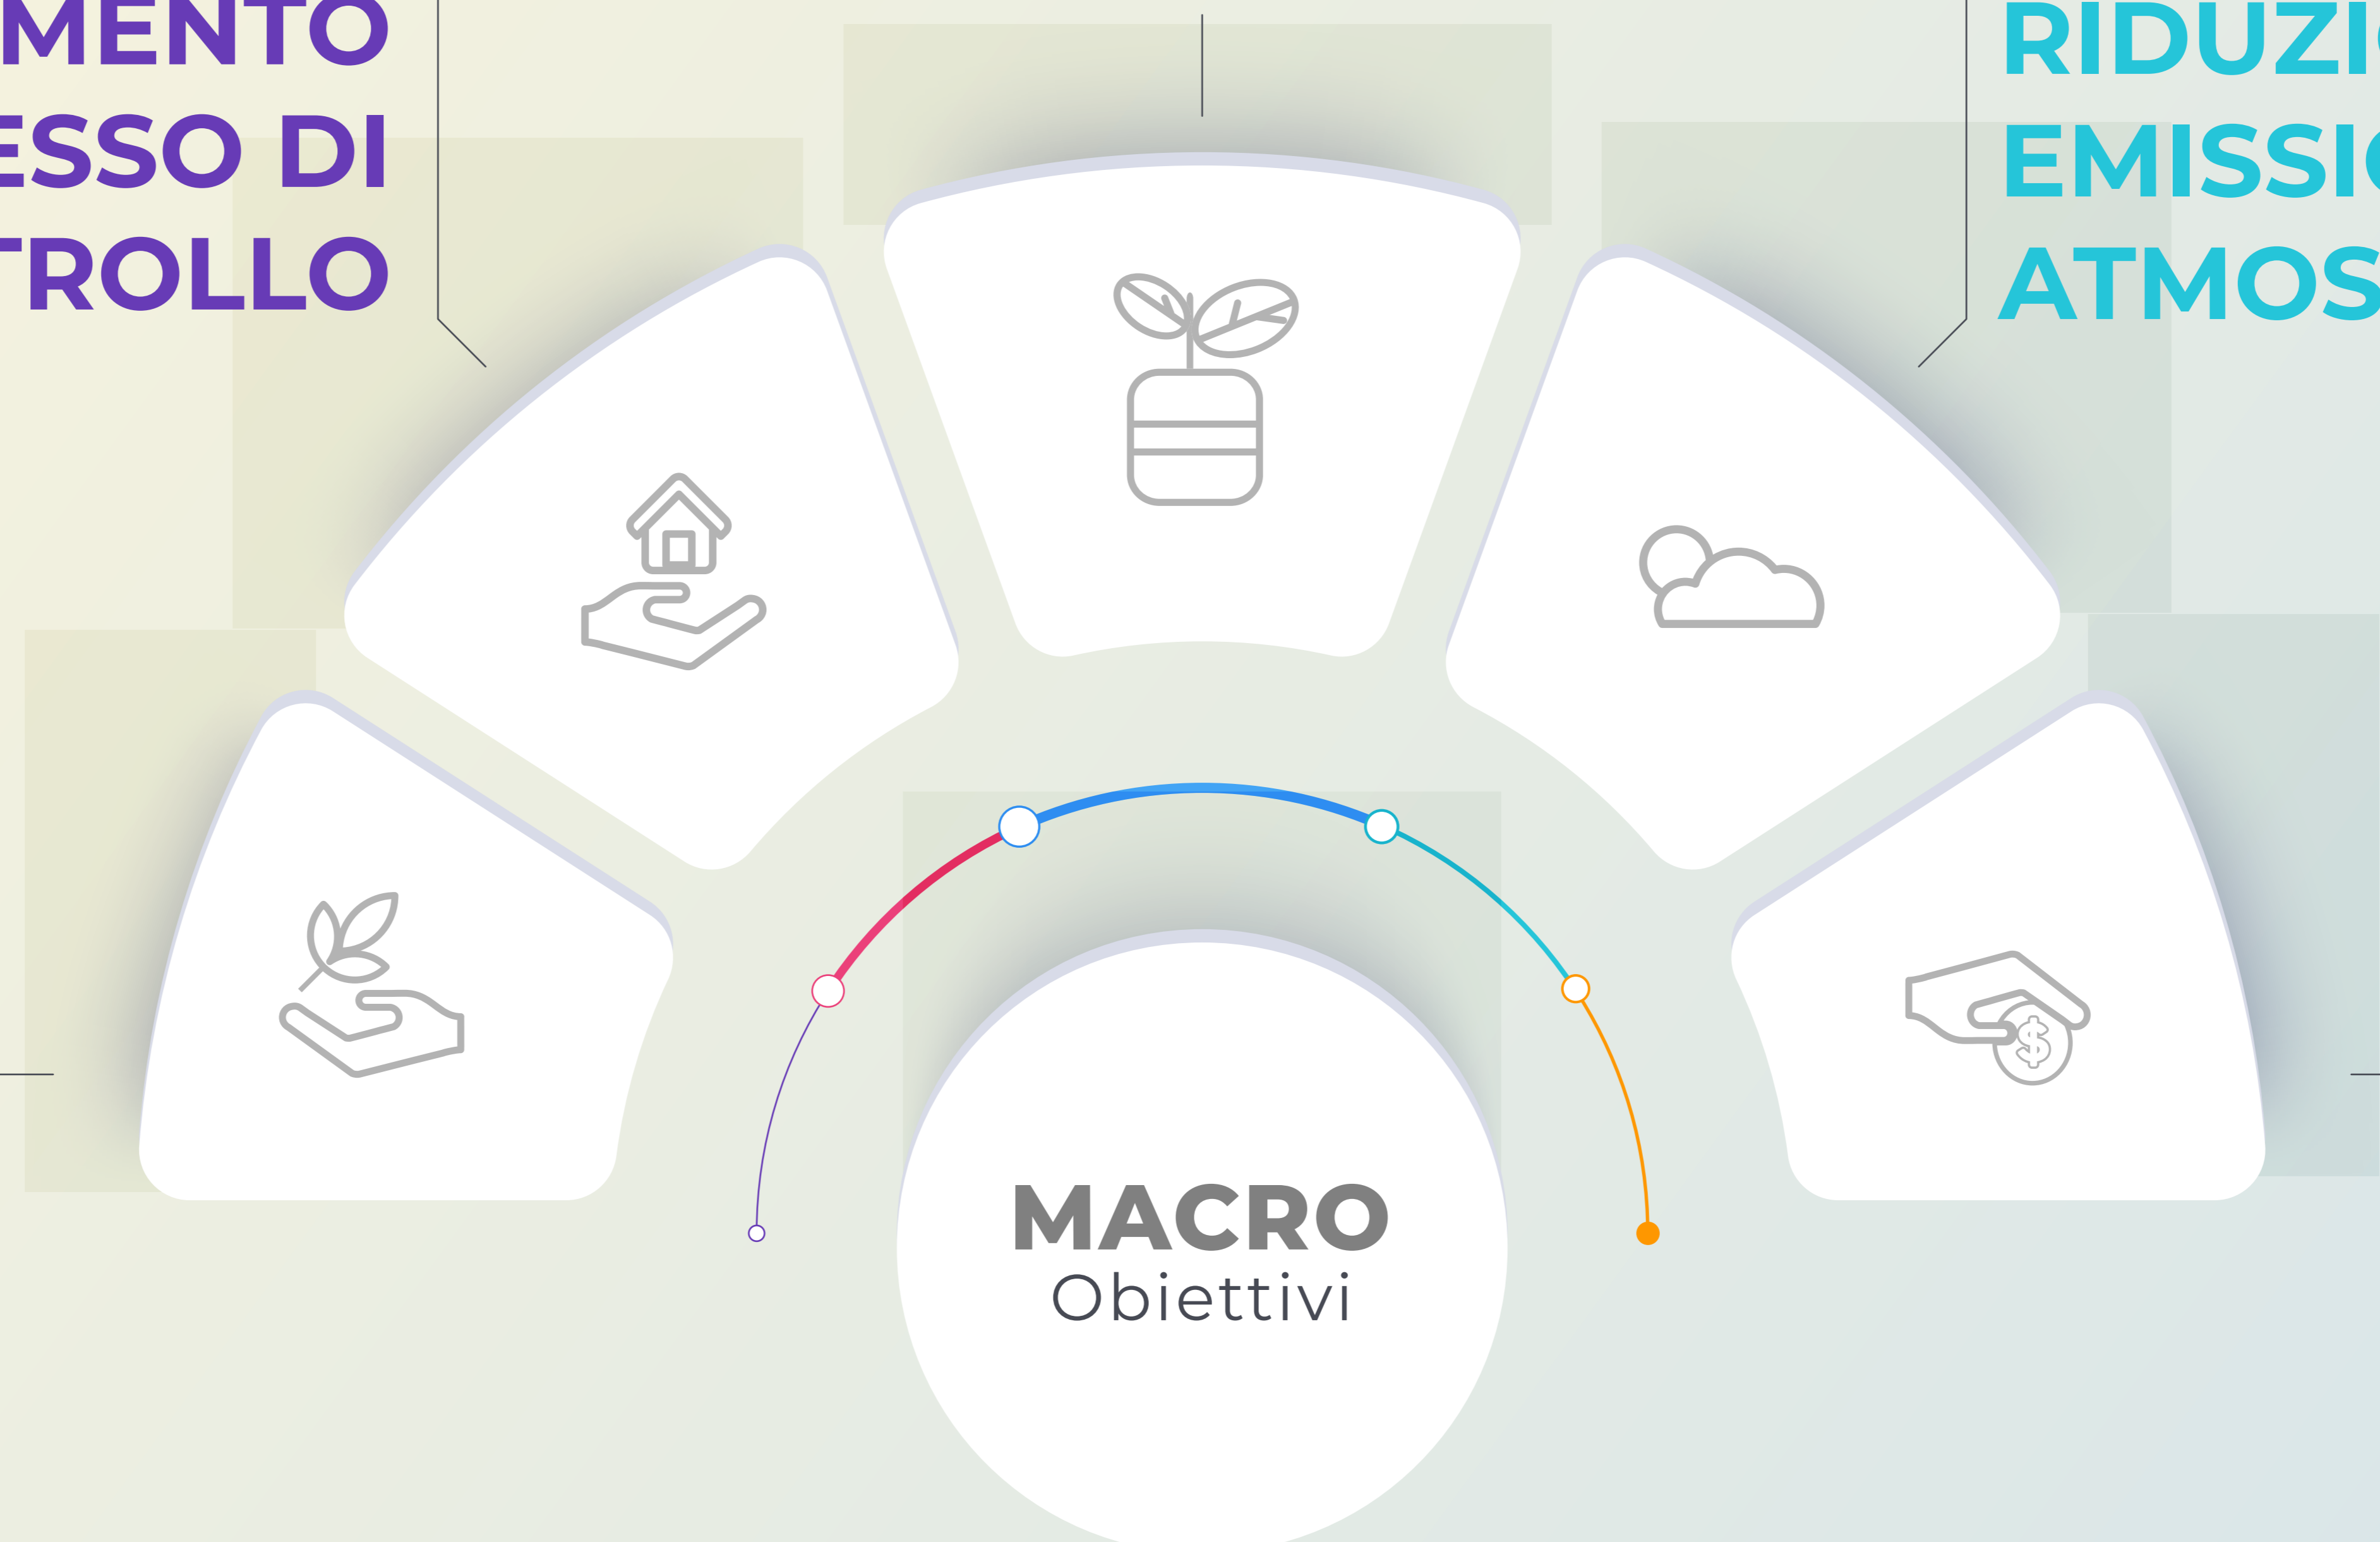 MENTO
ESSO DI
TROLLO
RIDUZI
EMISSI
ATMOS
$
MACRO
Obiettivi